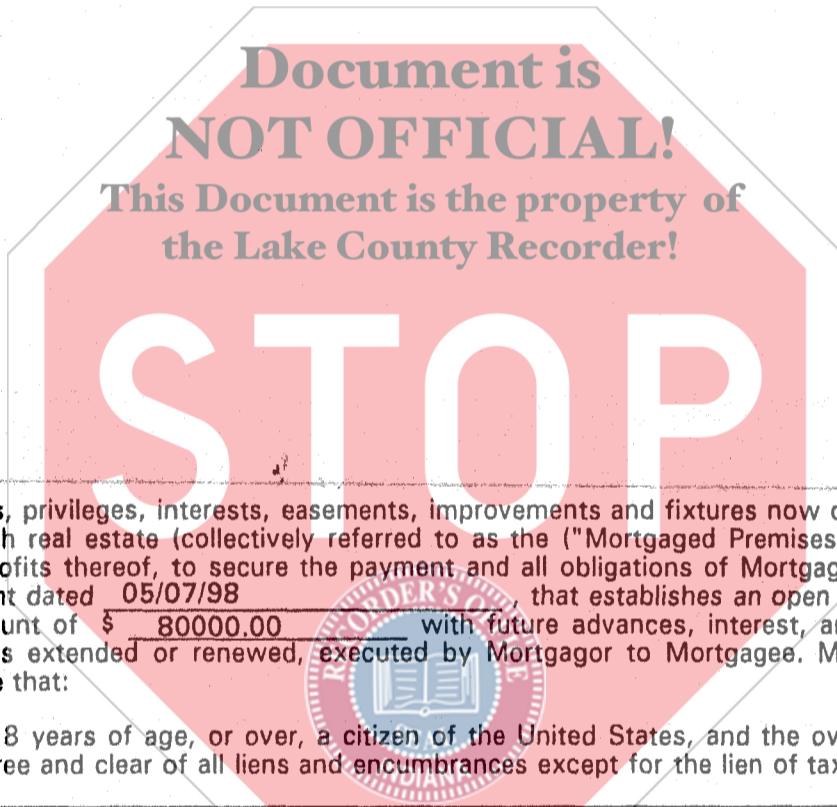 Document is
NOT OFFICIAL!
This Document is the property of
the Lake County Recorder!
STOP
, privileges, interests, easements, improvements and fixtures now
real estate (collectively referred to as the ("Mortgaged Premises
thereof, to secure the payment and all obligations of
dated 05/07/98 , that establishes an open
of $ 80000.00 with future advances, interest,
extended or renewed, executed by Mortgagor to Mortgagee.
that:
RECORDER'S OFFICE
8 years of age, or over, a citizen of the United States, and the
and clear of all liens and encumbrances except for the lien of